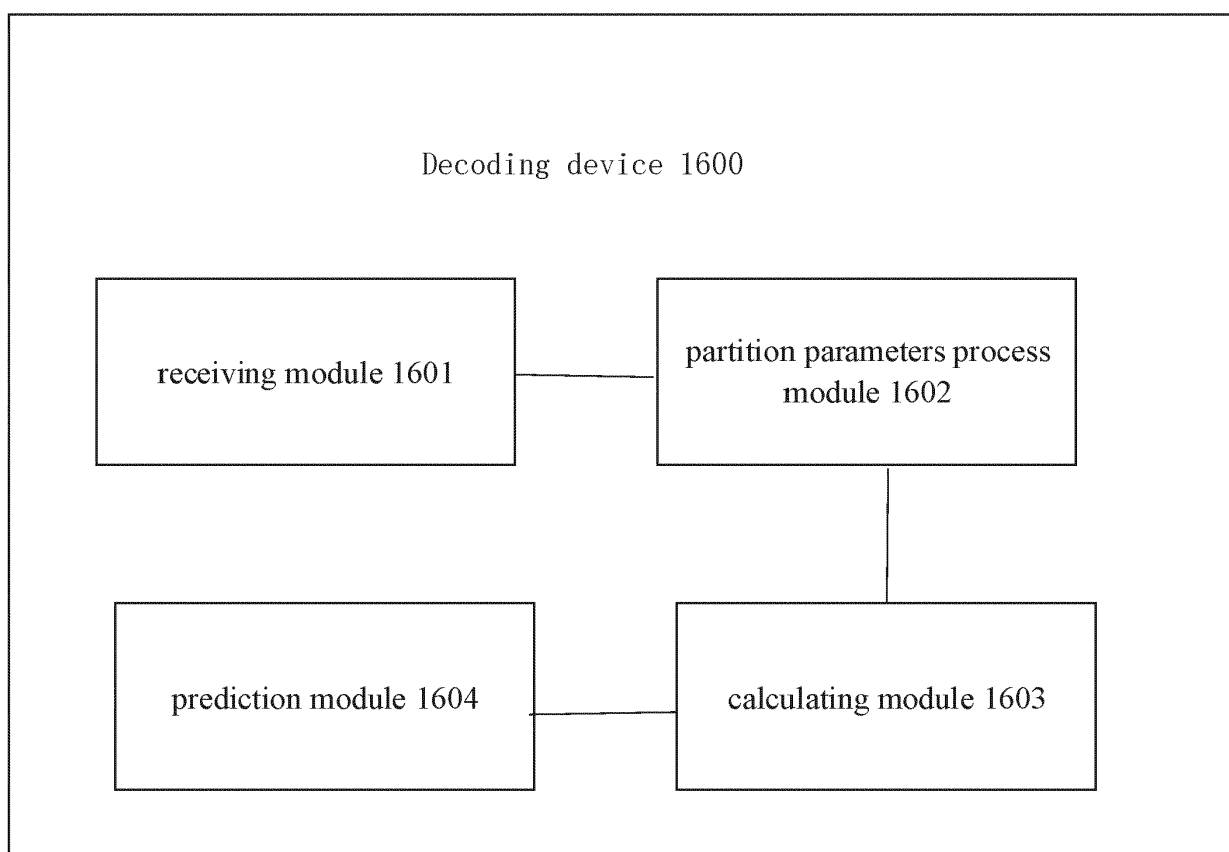 Decoding device 1600
receiving module 1601
partition parameters process
module 1602
prediction module 1604
calculating module 1603